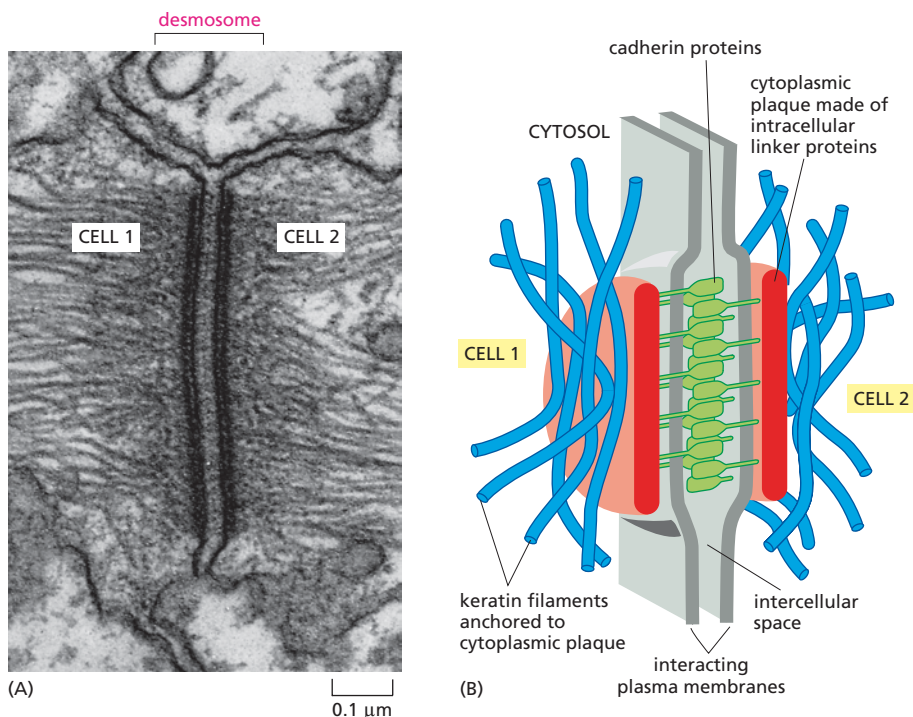 desmosome
CELL 1
CELL 2
(A)
0.1 µm
cadherin proteins
cytoplasmic
plaque made of
intracellular
linker proteins
CYTOSOL
CELL 1
CELL 2
keratin filaments
anchored to
cytoplasmic plaque
intercellular
space
interacting
plasma membranes
(B)